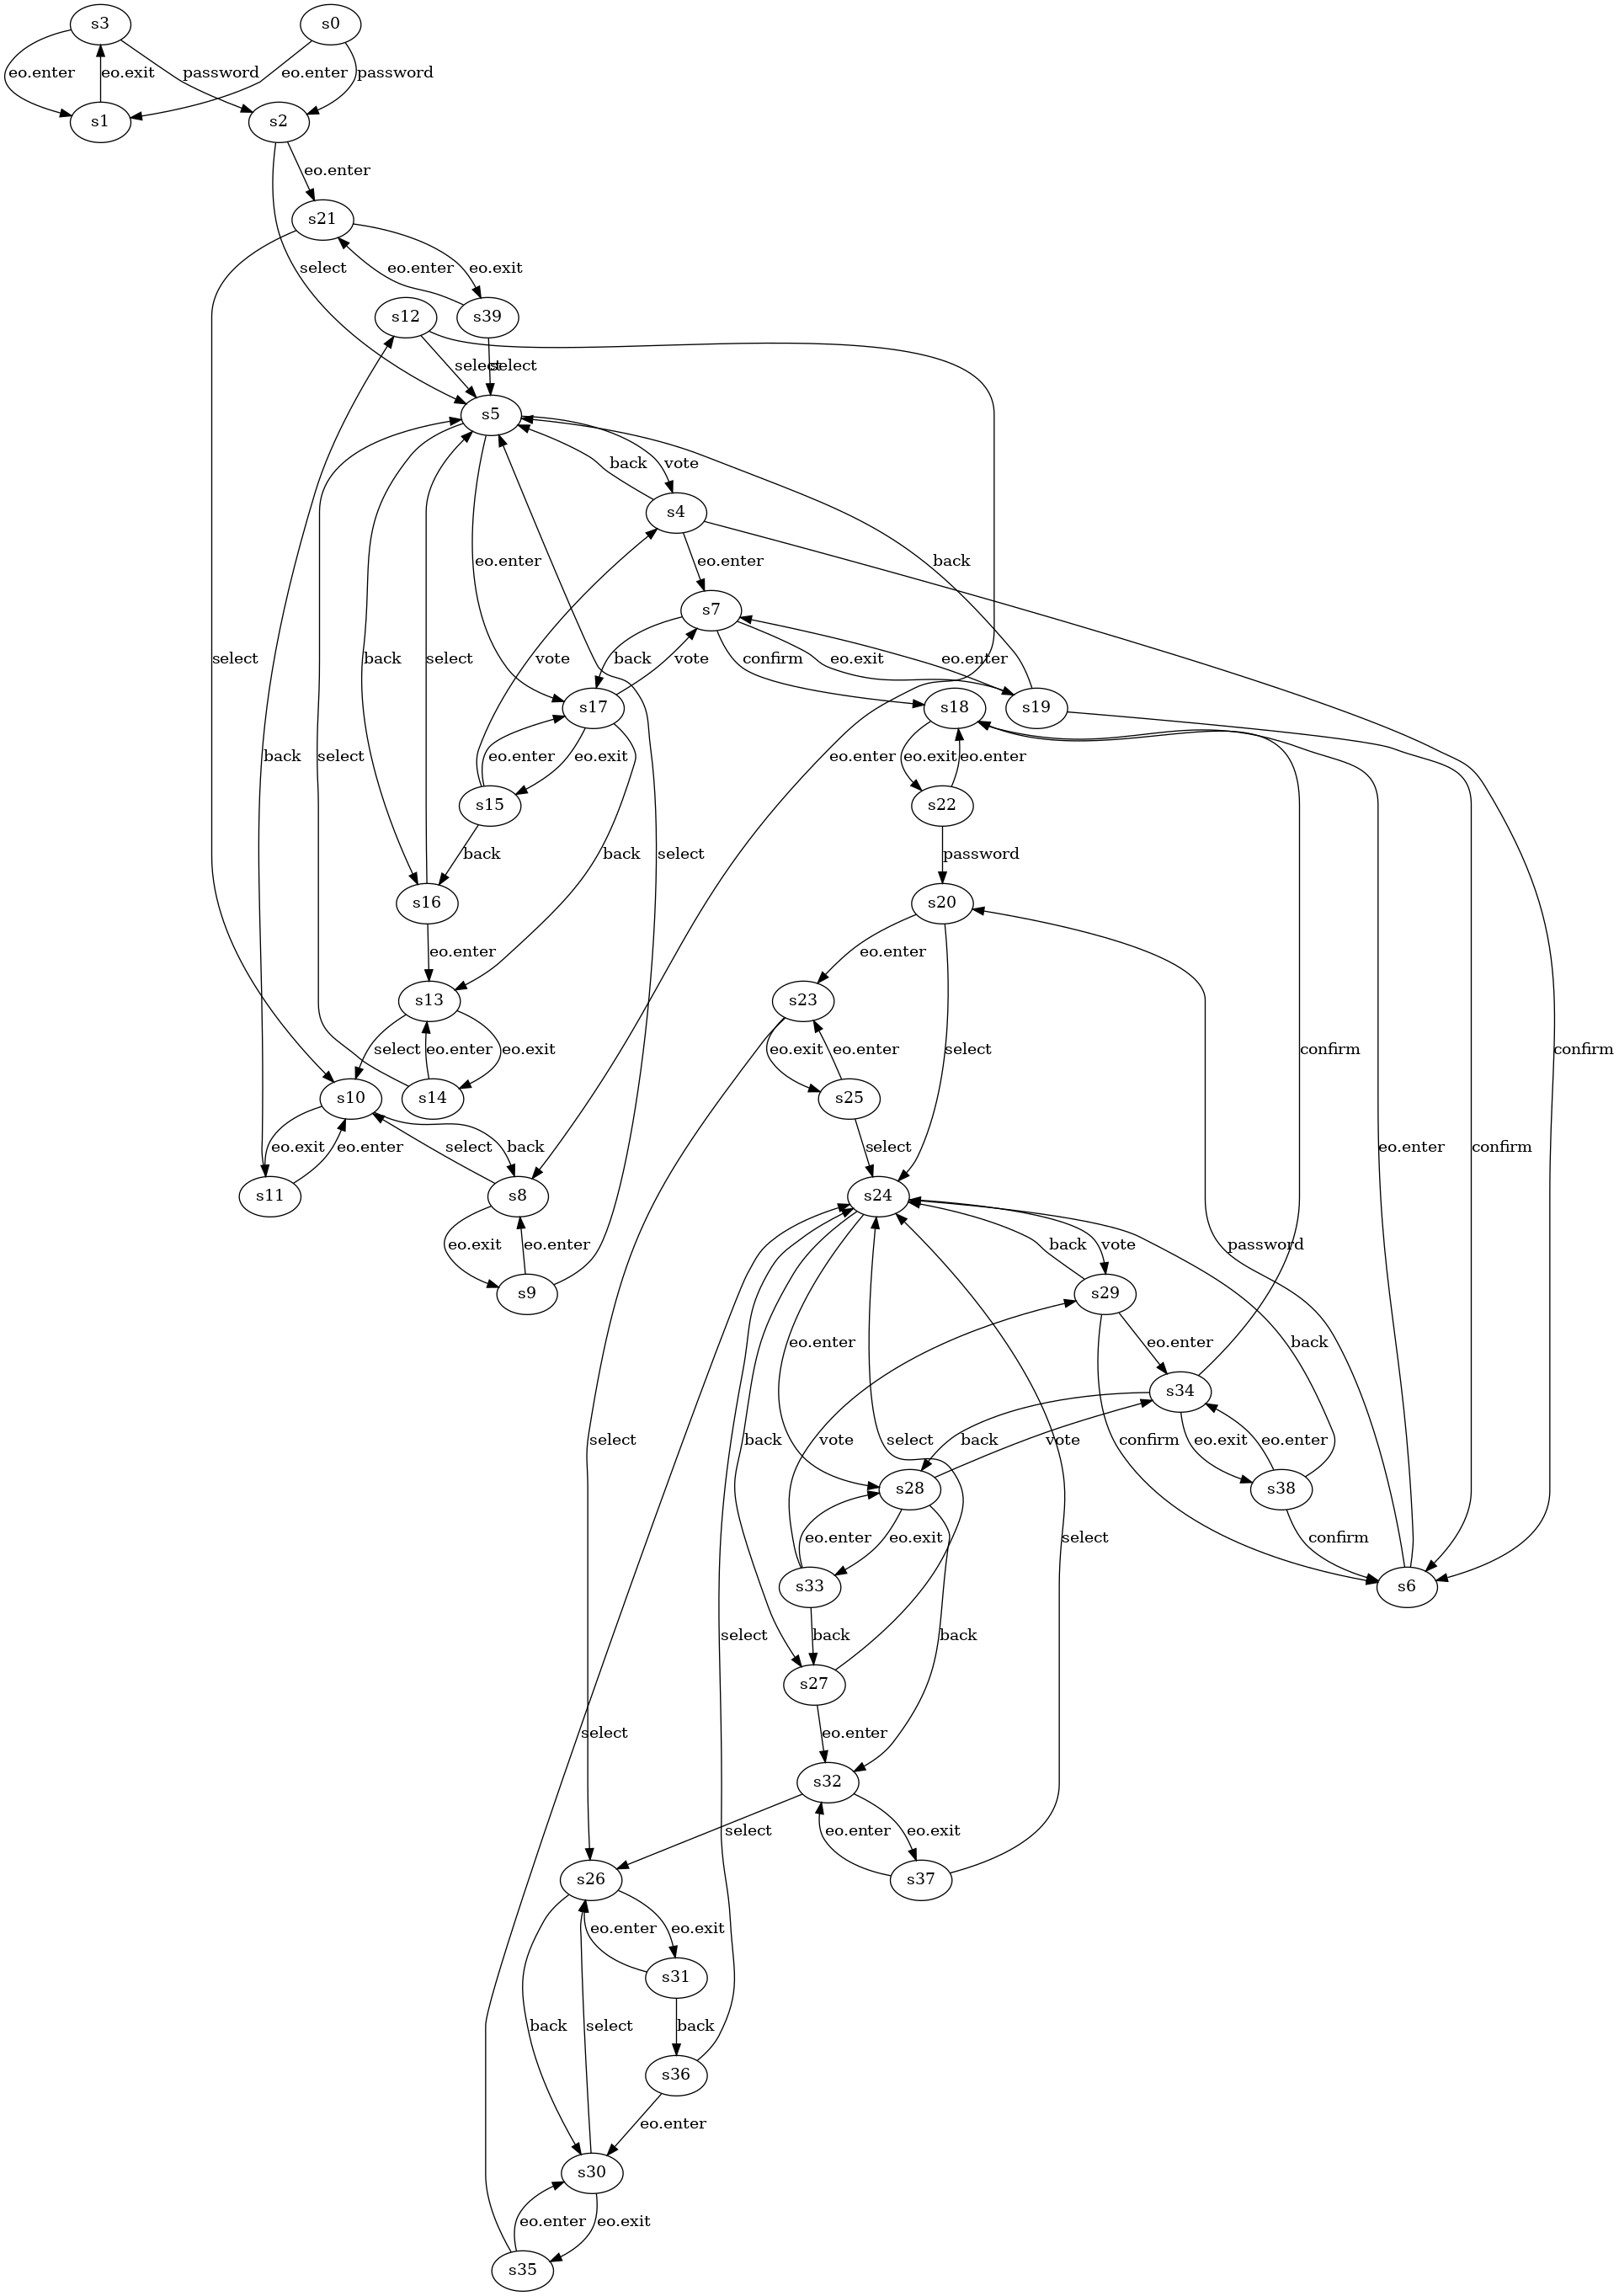 s3 s0
eo.enter eo.exit password eo.enter password
s1 s2
eo.enter
s21
select eo.enter eo.exit
s12 s39
select select
s5
back vote
s4
eo.enter eo.enter back
s7
select back select vote back confirm eo.exit eo.enter
s17 s18 s19
back select eo.enter eo.exit eo.enter eo.exit eo.enter
s15 s22
back back select password
s16 s20
eo.enter eo.enter
s13 s23
select eo.enter eo.exit eo.exit eo.enter select confirm confirm
s10 s14 s25
eo.exit eo.enter select back select eo.enter confirm
s11 s8 s24
eo.exit eo.enter back vote password
s9 s29
eo.enter eo.enter back
s34
select back vote select back vote confirm eo.exit eo.enter
s28 s38
eo.enter eo.exit select confirm
s33 s6
select back back
s27
select eo.enter
s32
select eo.enter eo.exit
s26 s37
eo.enter eo.exit
s31
back select back
s36
eo.enter
s30
eo.enter eo.exit
s35